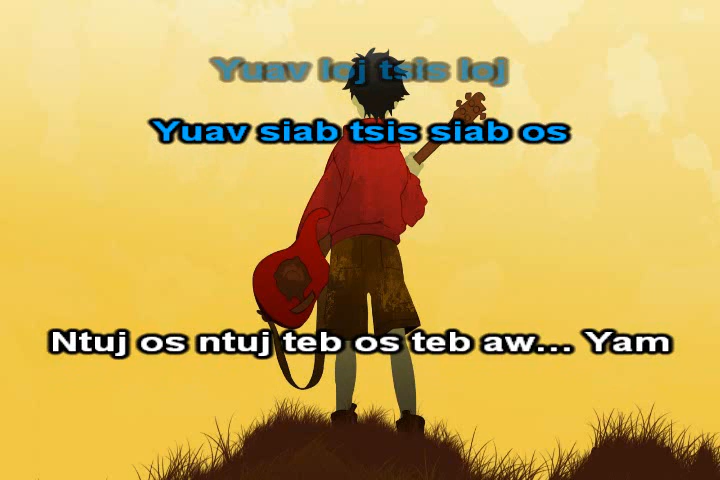 Yuav loj tsis loj
Yuav siab tsis siab os
Ntuj os ntuj teb os teb aw... Yam